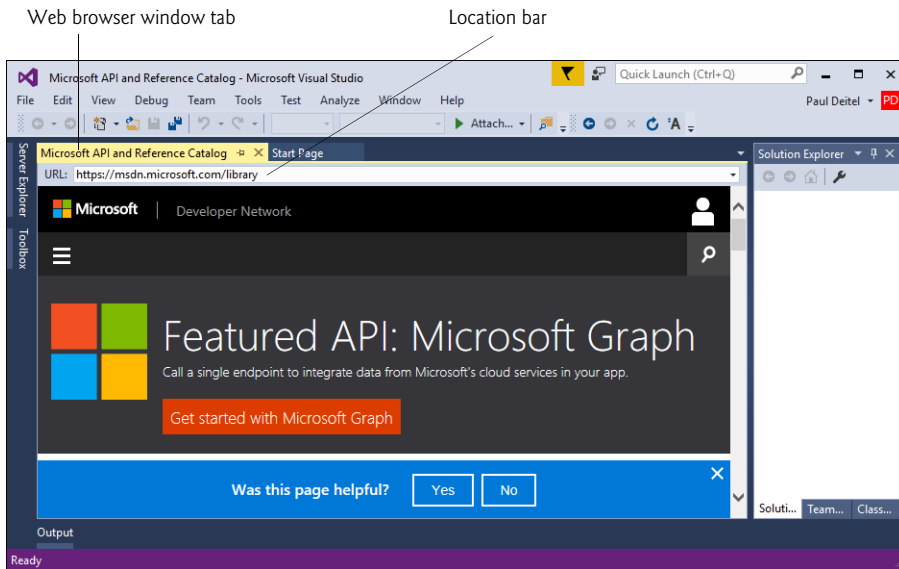 Web browser window tab
Location bar
Microsoft API and Reference Catalog - Microsoft Visual Studio
Quick Launch (Ctrl+Q)
File Edit View Debug Team Tools Test Analyze Window Help
Paul Deitel PD
Attach...
Server Explorer
Toolbox
Microsoft API and Reference Catalog
Start Page
Solution Explorer
URL: https://msdn.microsoft.com/library
Microsoft | Developer Network
Featured API: Microsoft Graph
Call a single endpoint to integrate data from Microsoft's cloud services in your app.
Get started with Microsoft Graph
Was this page helpful? Yes No
Soluti... Team... Class...
Output
Ready